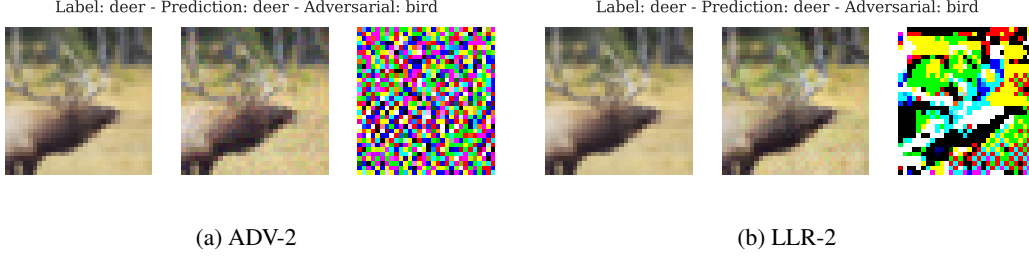 Label: deer - Prediction: deer - Adversarial: bird
Label: deer - Prediction: deer - Adversarial: bird
(a) ADV-2
(b) LLR-2